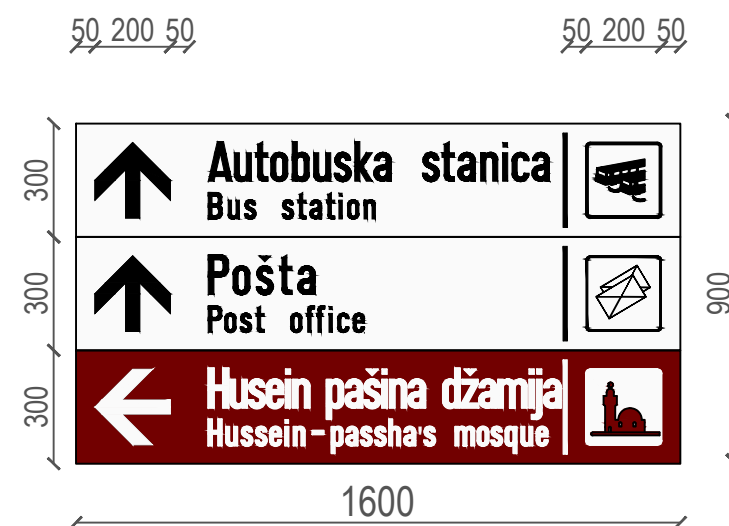 50 200 50
50 200 50
300
Autobuska stanica
Bus station
300
Pošta
Post office
900
300
Husein pašina džamija
Hussein-passha's mosque
1600